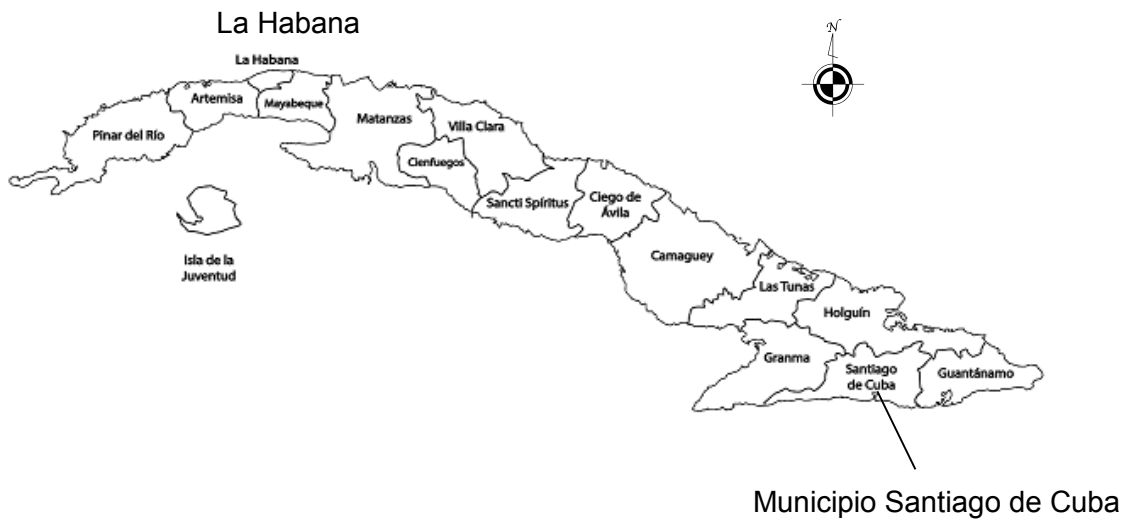 La Habana
N
La Habana
Artemisa
Mayabeque
Pinar del Río
Matanzas
Villa Clara
Cienfuegos
Sancti Spíritus
Ciego de
Ávila
Isla de la
Juventud
Camaguey
Las Tunas
Holguín
Granma
Santiago
de Cuba
Guantánamo
Municipio Santiago de Cuba